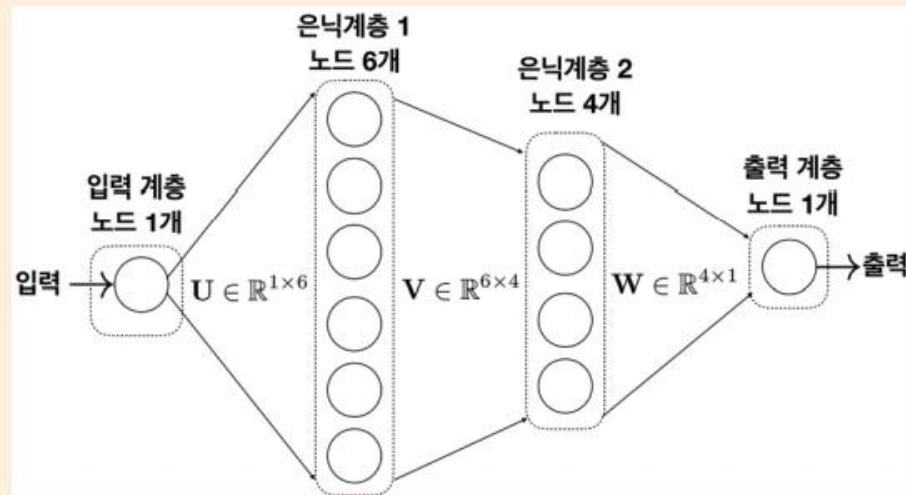 은닉계층 1
노드 6개
은닉계층 2
노드 4개
입력 계층
노드 1개
출력 계층
노드 1개
입력
U ∈ ℝ^{1×6}
V ∈ ℝ^{6×4}
W ∈ ℝ^{4×1}
출력